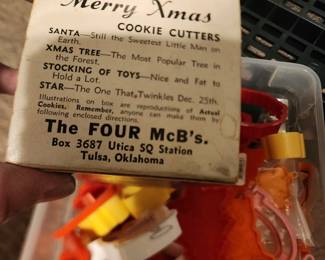 Merry Xmas
COOKIE CUTTERS
SANTA—Still the Sweetest Little Man on
Earth.
XMAS TREE—The Most Popular Tree in
the Forest.
STOCKING OF TOYS—Nice and Fat to
Hold a Lot.
STAR—The One That Twinkles Dec. 25th.
Illustrations on box are reproductions of Actual
Cookies. Remember, anyone can make them by
following enclosed directions.
The FOUR McB's.
Box 3687 Utica SQ Station
Tulsa, Oklahoma